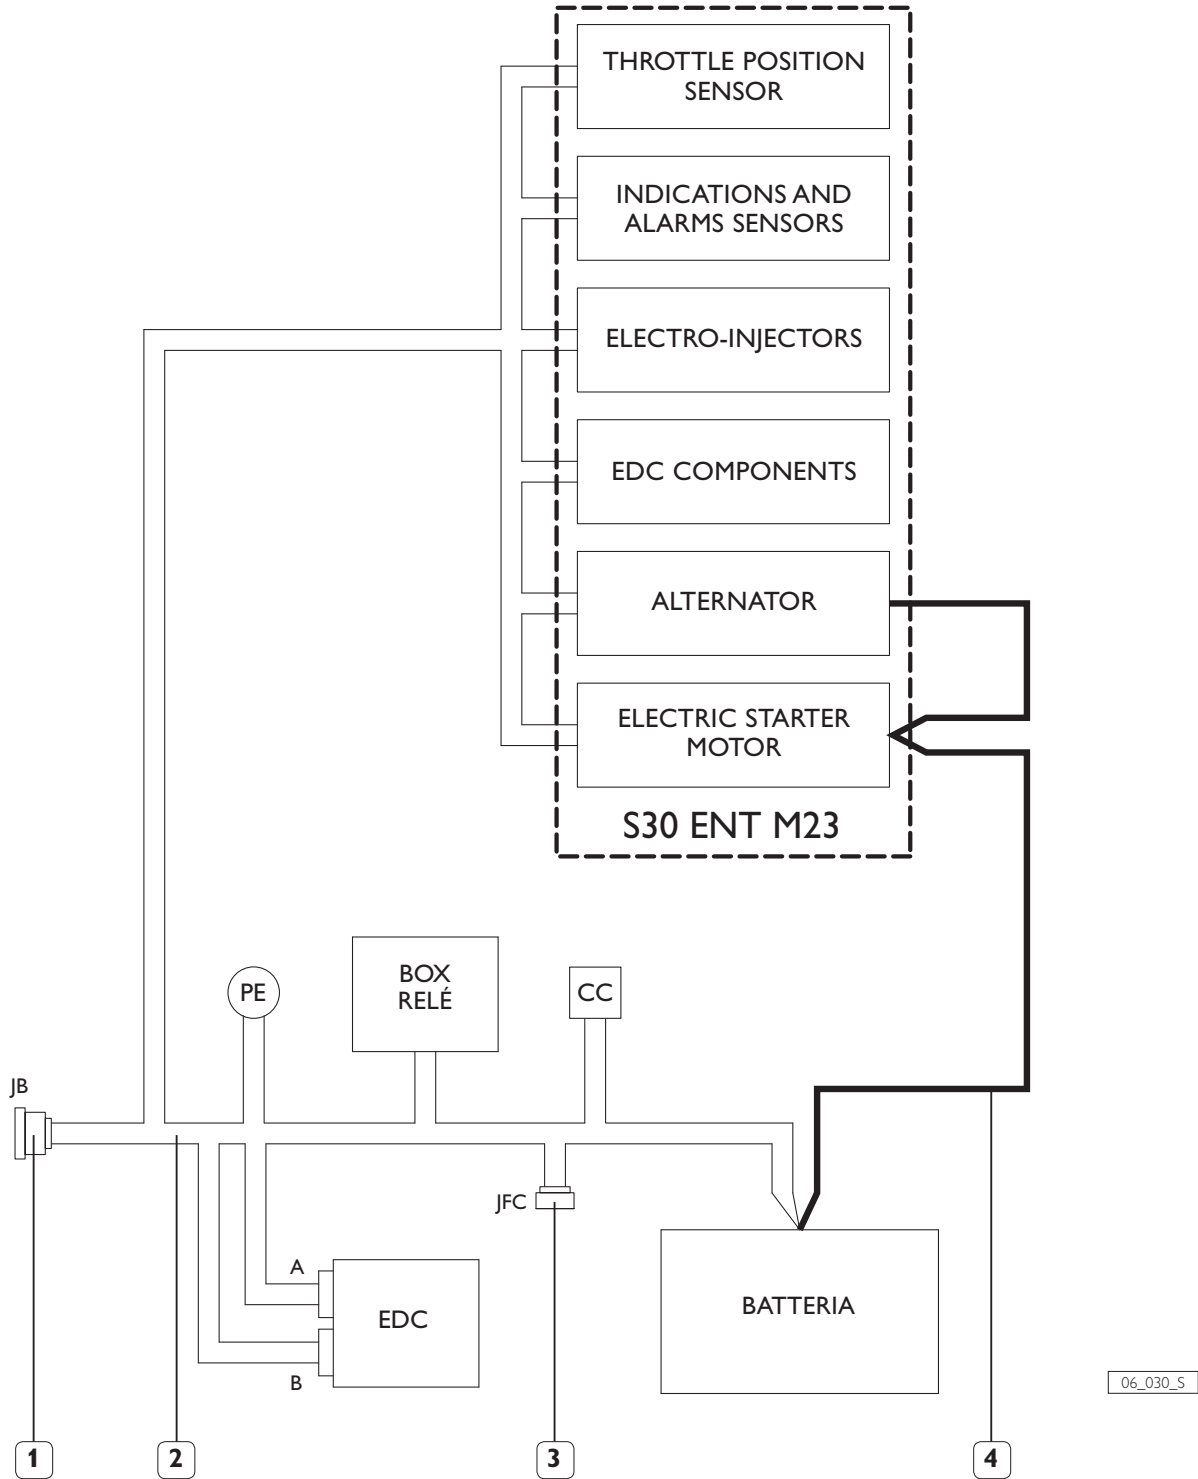 THROTTLE POSITION
SENSOR
INDICATIONS AND
ALARMS SENSORS
ELECTRO-INJECTORS
EDC COMPONENTS
ALTERNATOR
ELECTRIC STARTER
MOTOR
S30 ENT M23
PE
BOX
RELÉ
CC
JB
JFC
A
EDC
B
BATTERIA
06_030_S
1
2
3
4